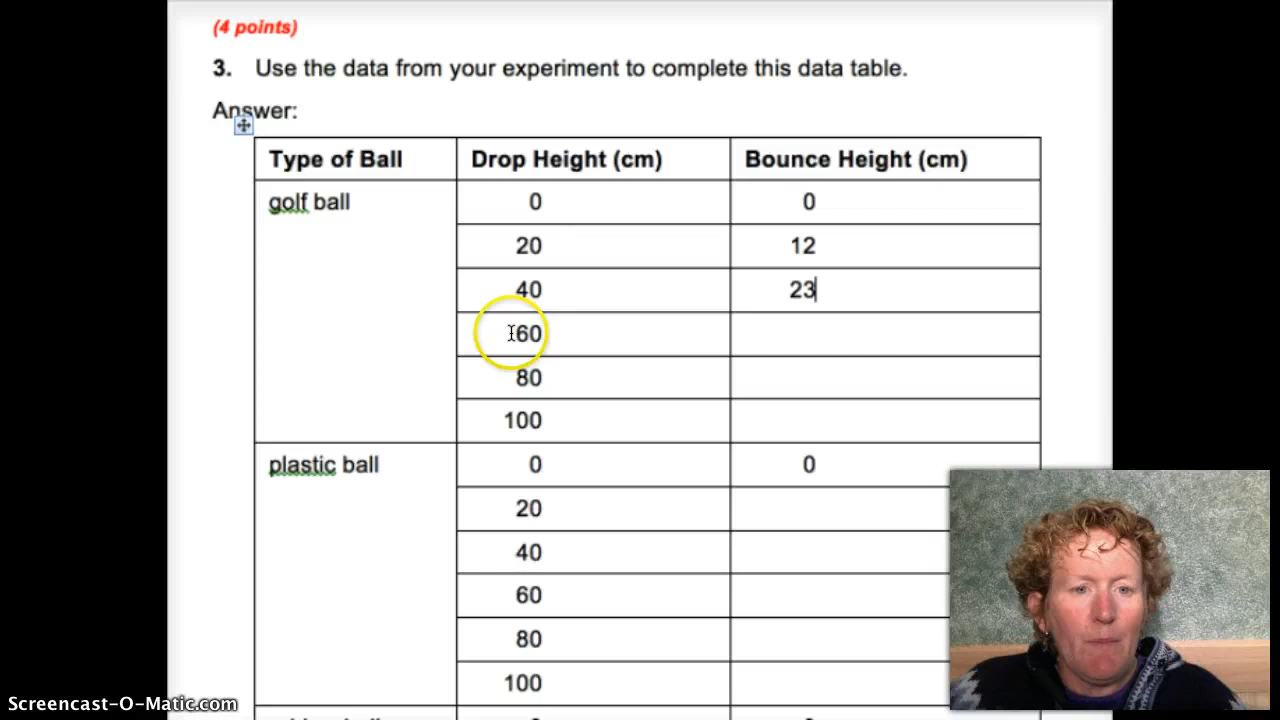 (4 points)
3. Use the data from your experiment to complete this data table.
Answer:
Type of Ball Drop Height (cm) Bounce Height (cm)
golf ball 0 0
20 12
40 23
60
80
100
plastic ball 0 0
20
40
60
80
100
Screencast-O-Matic.com